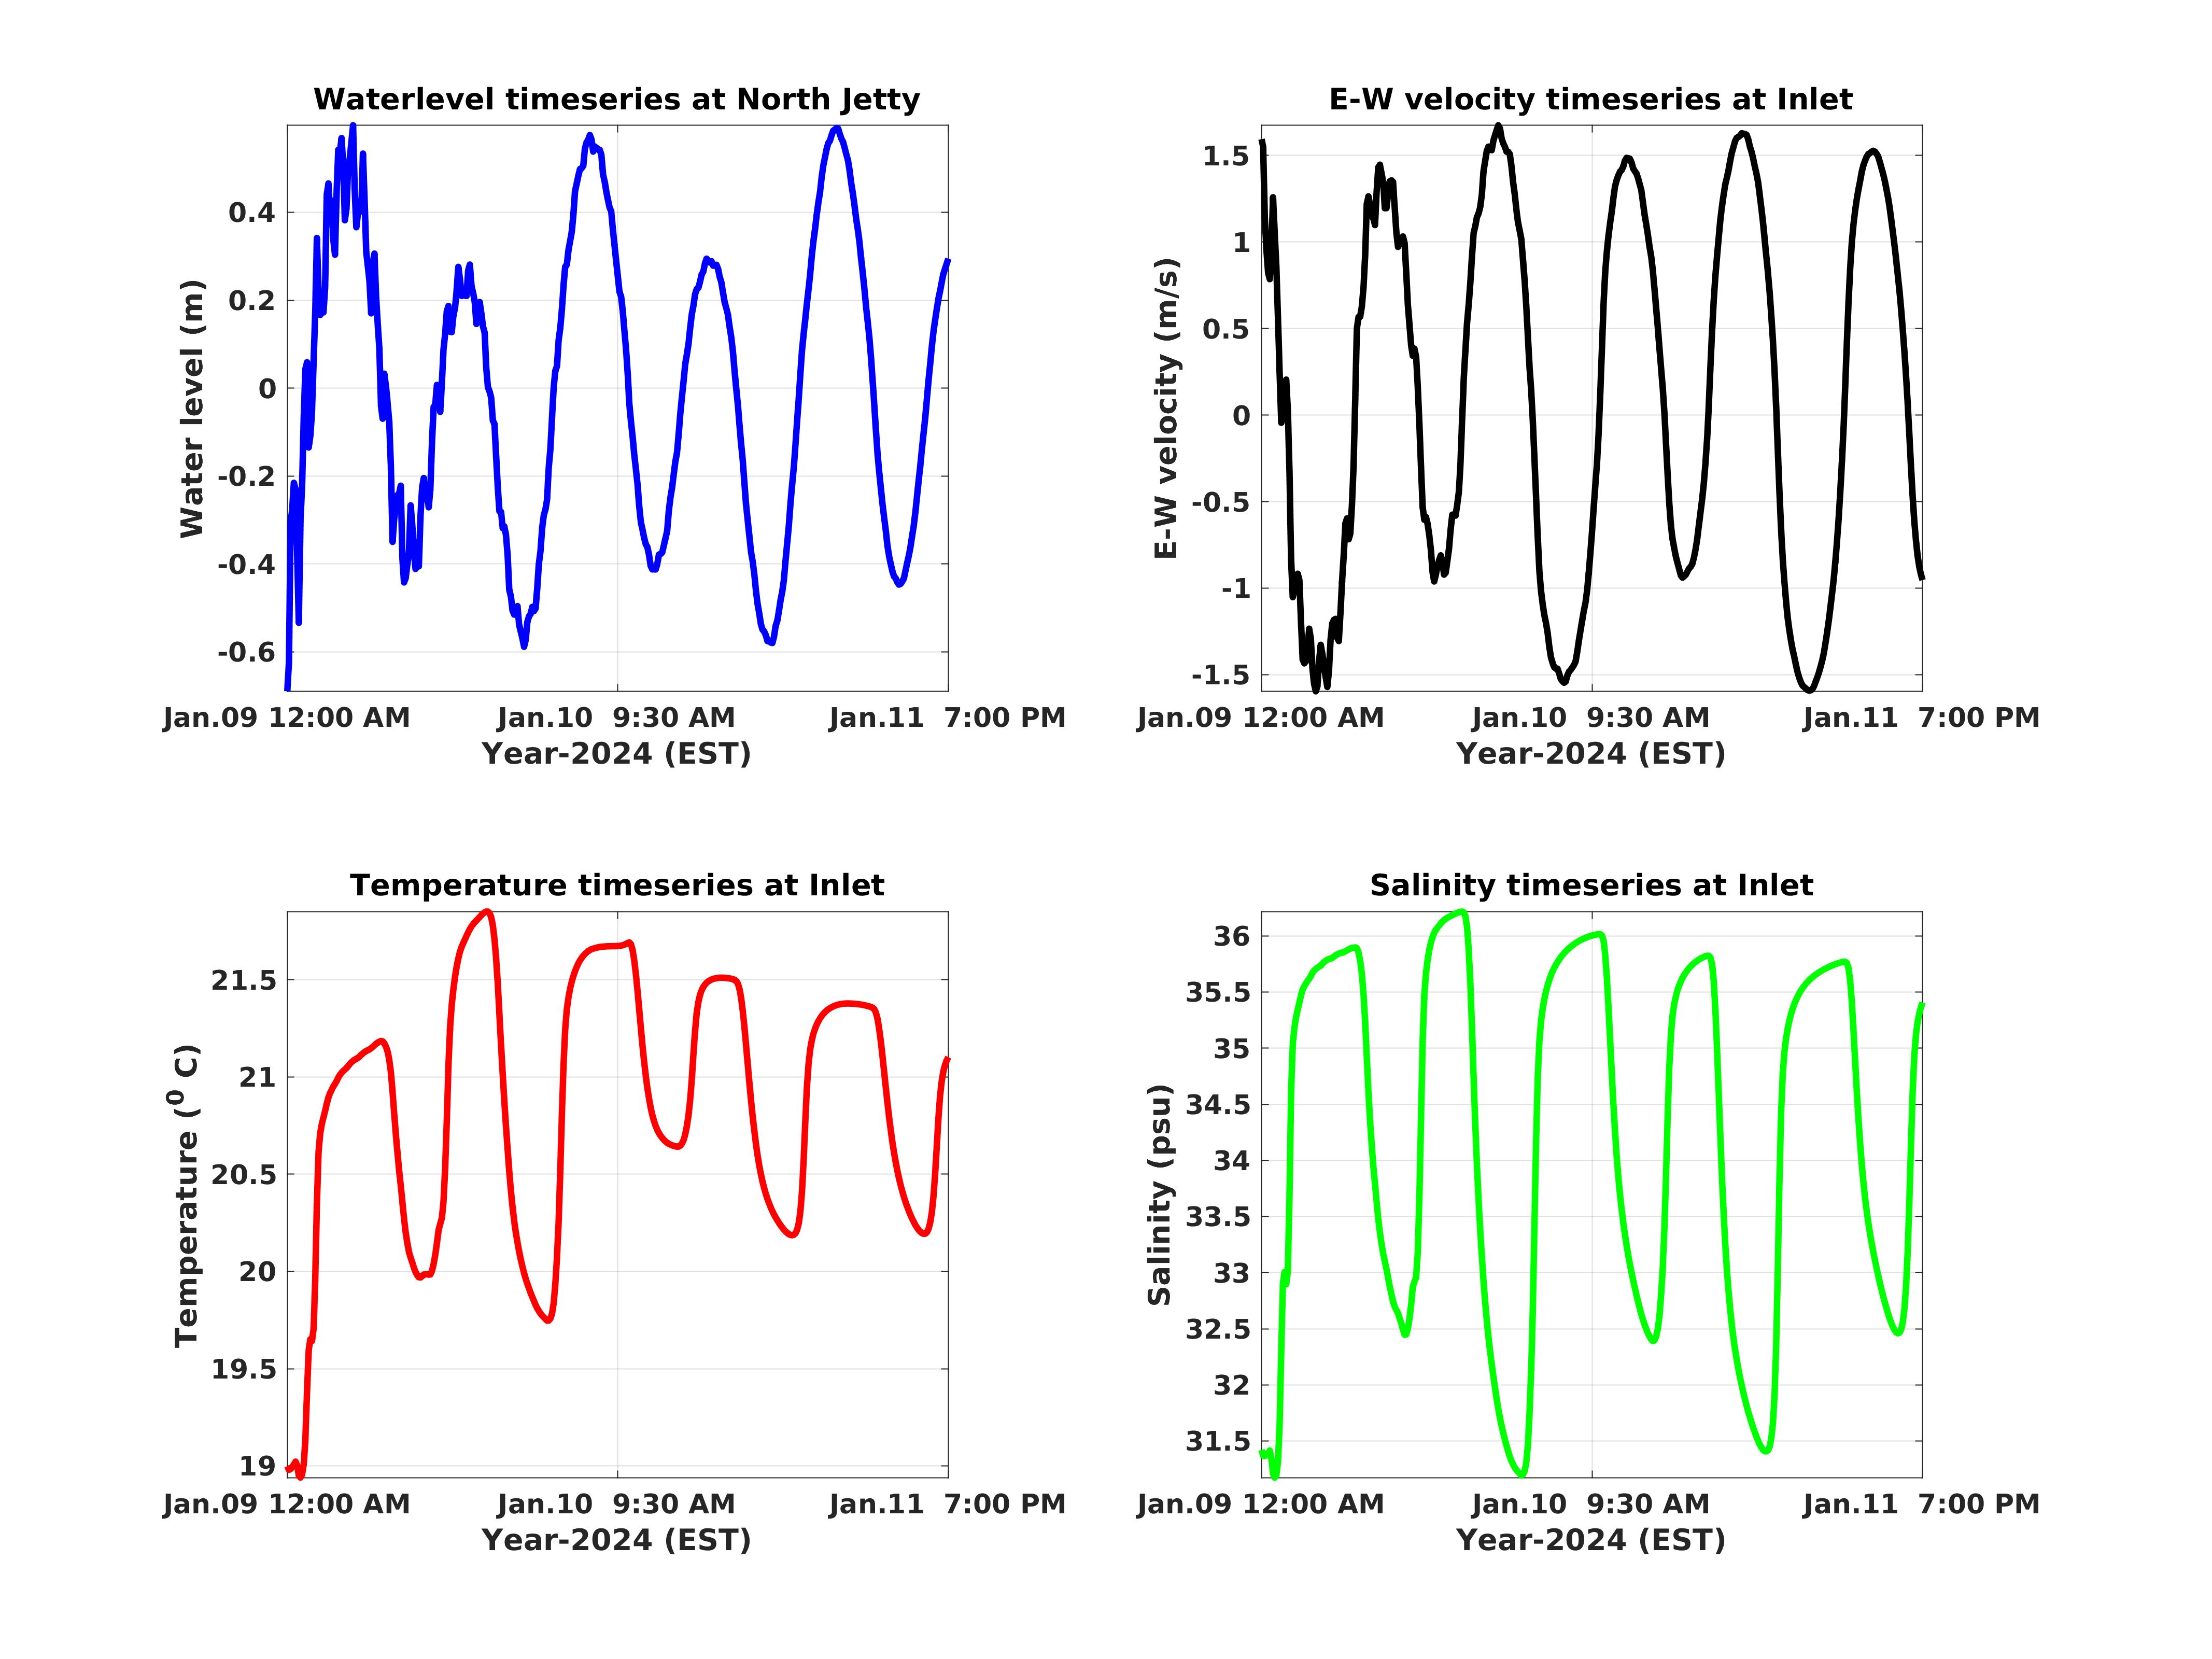 Waterlevel timeseries at North Jetty
Water level (m)
0.4
0.2
0
-0.2
-0.4
-0.6
Jan.09 12:00 AM
Jan.10  9:30 AM
Jan.11  7:00 PM
Year-2024 (EST)
E-W velocity timeseries at Inlet
E-W velocity (m/s)
1.5
1
0.5
0
-0.5
-1
-1.5
Jan.09 12:00 AM
Jan.10  9:30 AM
Jan.11  7:00 PM
Year-2024 (EST)
Temperature timeseries at Inlet
Temperature (⁰ C)
21.5
21
20.5
20
19.5
19
Jan.09 12:00 AM
Jan.10  9:30 AM
Jan.11  7:00 PM
Year-2024 (EST)
Salinity timeseries at Inlet
Salinity (psu)
36
35.5
35
34.5
34
33.5
33
32.5
32
31.5
Jan.09 12:00 AM
Jan.10  9:30 AM
Jan.11  7:00 PM
Year-2024 (EST)